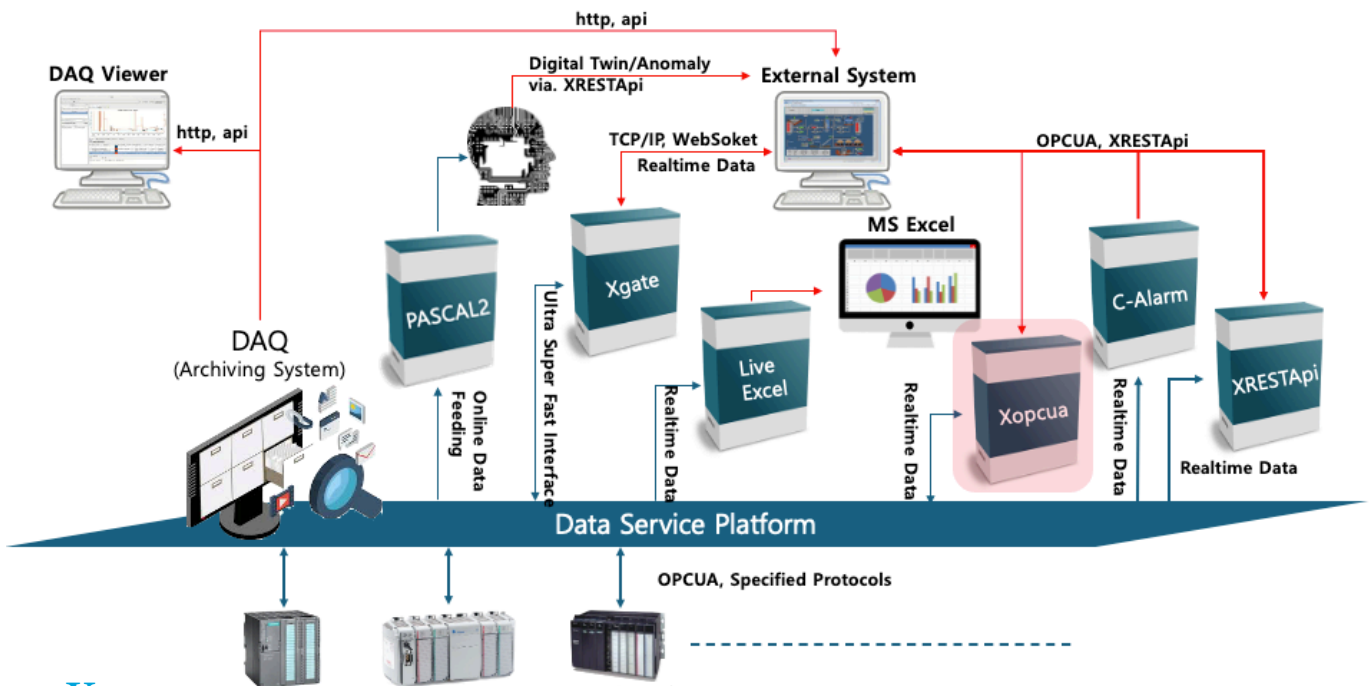 http, api
DAQ Viewer
Digital Twin/Anomaly
via. XRESTApi
External System
http, api
TCP/IP, WebSoket
Realtime Data
OPCUA, XRESTApi
MS Excel
PASCAL2
Xgate
Live
Excel
C-Alarm
XRESTApi
Xopcua
DAQ
(Archiving System)
Online Data
Feeding
Ultra Super Fast Interface
Realtime Data
Realtime Data
Realtime Data
Realtime Data
Data Service Platform
OPCUA, Specified Protocols